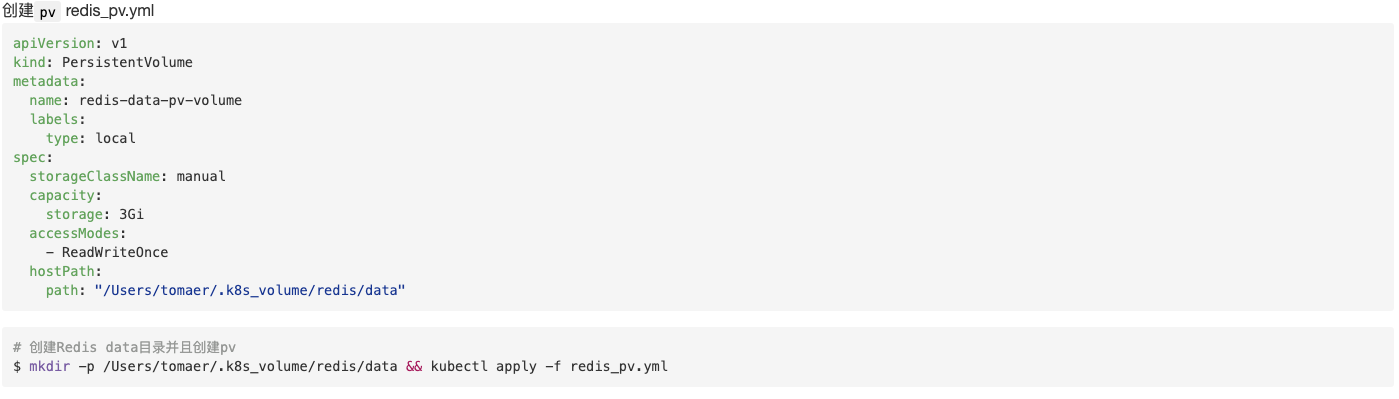 创建 pv redis_pv.yml
apiVersion: v1
kind: PersistentVolume
metadata:
  name: redis-data-pv-volume
  labels:
    type: local
spec:
  storageClassName: manual
  capacity:
    storage: 3Gi
  accessModes:
    - ReadWriteOnce
  hostPath:
    path: "/Users/tomaer/.k8s_volume/redis/data"
# 创建Redis data目录并且创建pv
$ mkdir -p /Users/tomaer/.k8s_volume/redis/data && kubectl apply -f redis_pv.yml